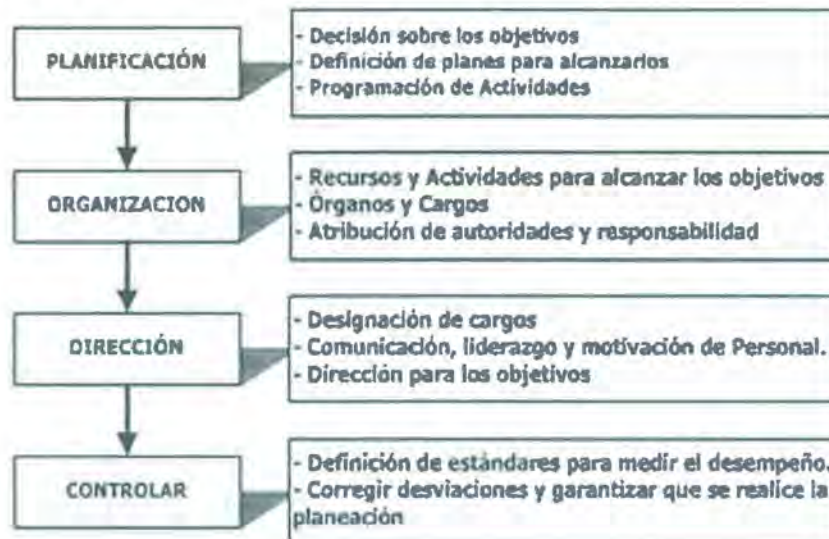 PLANIFICACIÓN
- Decisión sobre los objetivos
- Definición de planes para alcanzarlos
- Programación de Actividades
ORGANIZACION
- Recursos y Actividades para alcanzar los objetivos
- Órganos y Cargos
- Atribución de autoridades y responsabilidad
DIRECCIÓN
- Designación de cargos
- Comunicación, liderazgo y motivación de Personal.
- Dirección para los objetivos
CONTROLAR
- Definición de estándares para medir el desempeño.
- Corregir desviaciones y garantizar que se realice la
planeación